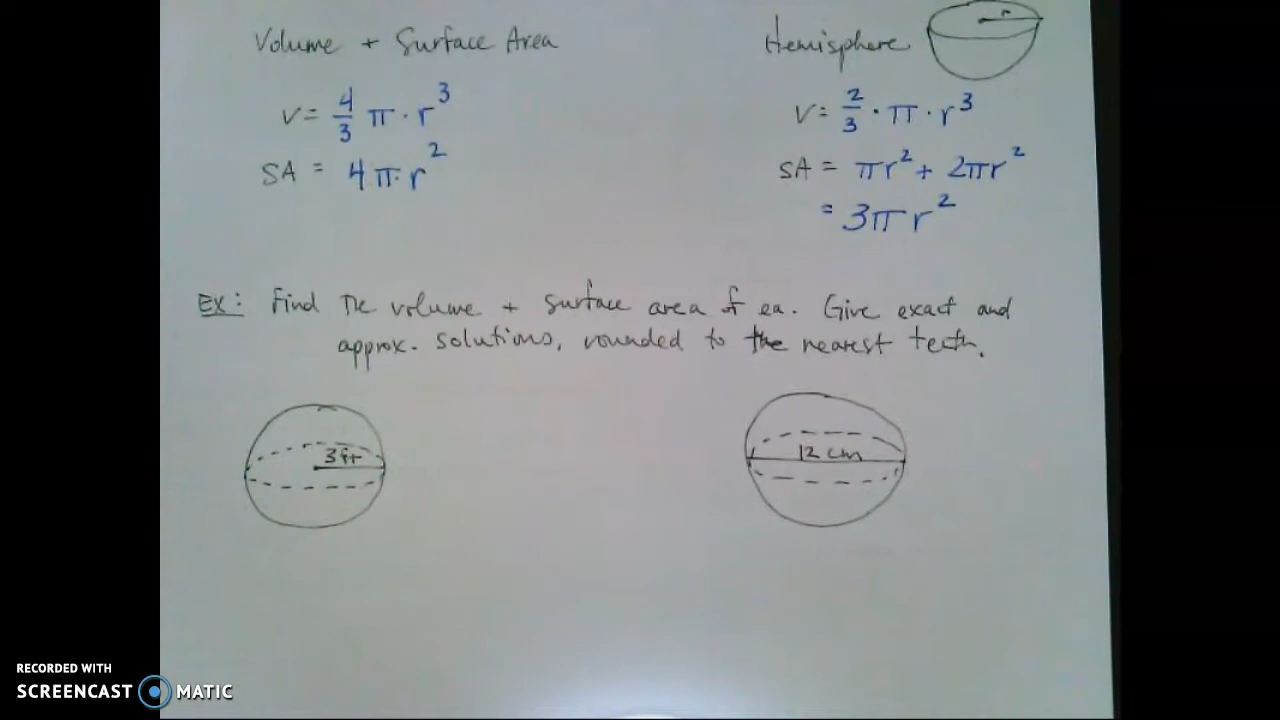 Volume + Surface Area
V = 4/3 π · r³
SA = 4π · r²
Hemisphere
r
V = 2/3 · π · r³
SA = πr² + 2πr²
= 3πr²
Ex: Find the volume + surface area of ea. Give exact and
approx. solutions, rounded to the nearest tenth.
3 ft
12 cm
RECORDED WITH
SCREENCAST MATIC